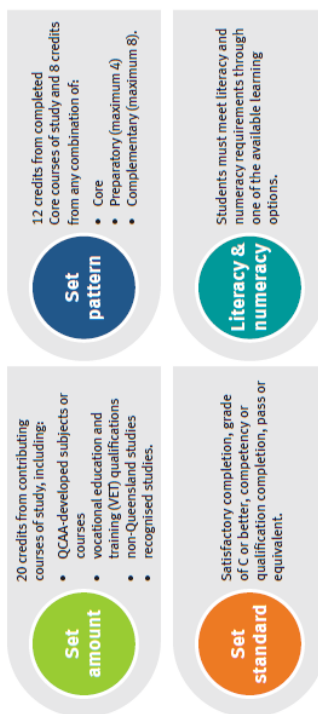 Set
amount
20 credits from contributing
courses of study, including:
• QCAA-developed subjects or
courses
• vocational education and
training (VET) qualifications
• non-Queensland studies
• recognised studies.
Set
pattern
12 credits from completed
Core courses of study and 8 credits
from any combination of:
• Core
• Preparatory (maximum 4)
• Complementary (maximum 8).
Set
standard
Satisfactory completion, grade
of C or better, competency or
qualification completion, pass or
equivalent.
Literacy &
numeracy
Students must meet literacy and
numeracy requirements through
one of the available learning
options.